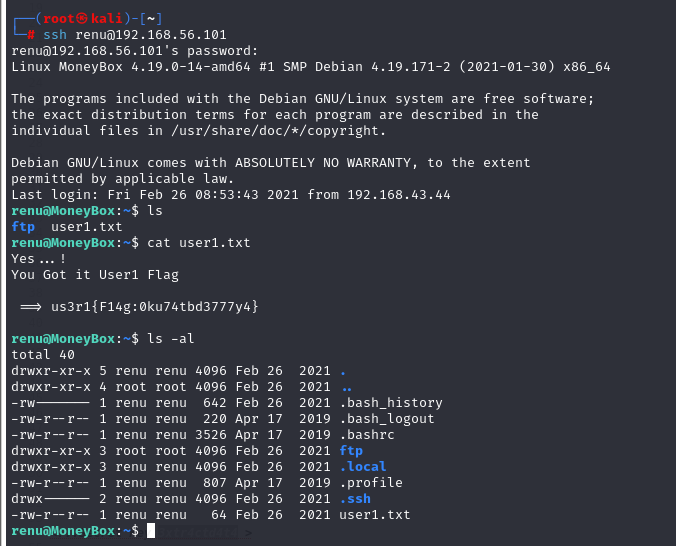 ┌──(root㉿kali)-[~]
└─# ssh renu@192.168.56.101
renu@192.168.56.101's password:
Linux MoneyBox 4.19.0-14-amd64 #1 SMP Debian 4.19.171-2 (2021-01-30) x86_64
The programs included with the Debian GNU/Linux system are free software;
the exact distribution terms for each program are described in the
individual files in /usr/share/doc/*/copyright.
Debian GNU/Linux comes with ABSOLUTELY NO WARRANTY, to the extent
permitted by applicable law.
Last login: Fri Feb 26 08:53:43 2021 from 192.168.43.44
renu@MoneyBox:~$ ls
ftp  user1.txt
renu@MoneyBox:~$ cat user1.txt
Yes...!
You Got it User1 Flag
 ==> us3r1{F14g:0ku74tbd3777y4}
renu@MoneyBox:~$ ls -al
total 40
drwxr-xr-x 5 renu renu 4096 Feb 26  2021 .
drwxr-xr-x 4 root root 4096 Feb 26  2021 ..
-rw------- 1 renu renu  642 Feb 26  2021 .bash_history
-rw-r--r-- 1 renu renu  220 Apr 17  2019 .bash_logout
-rw-r--r-- 1 renu renu 3526 Apr 17  2019 .bashrc
drwxr-xr-x 3 root root 4096 Feb 26  2021 ftp
drwxr-xr-x 3 renu renu 4096 Feb 26  2021 .local
-rw-r--r-- 1 renu renu  807 Apr 17  2019 .profile
drwx------ 2 renu renu 4096 Feb 26  2021 .ssh
-rw-r--r-- 1 renu renu   64 Feb 26  2021 user1.txt
renu@MoneyBox:~$